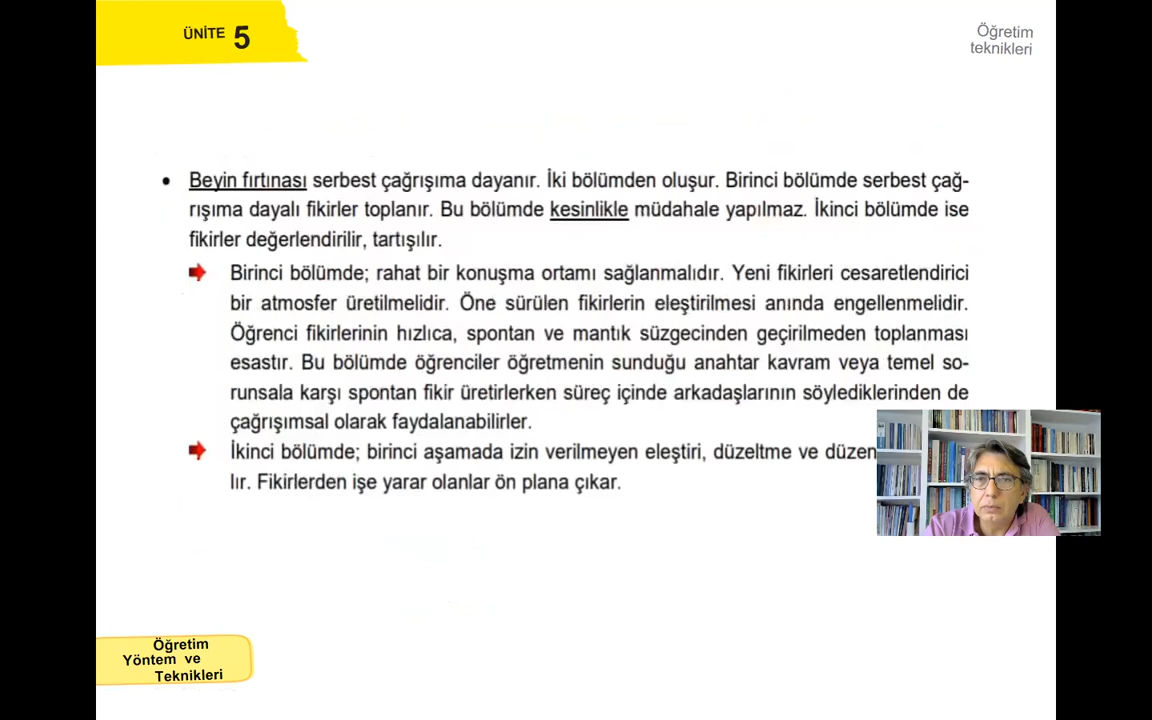 ÜNİTE 5
Öğretim
teknikleri
• Beyin fırtınası serbest çağrışıma dayanır. İki bölümden oluşur. Birinci bölümde serbest çağ-
rışıma dayalı fikirler toplanır. Bu bölümde kesinlikle müdahale yapılmaz. İkinci bölümde ise
fikirler değerlendirilir, tartışılır.
Birinci bölümde; rahat bir konuşma ortamı sağlanmalıdır. Yeni fikirleri cesaretlendirici
bir atmosfer üretilmelidir. Öne sürülen fikirlerin eleştirilmesi anında engellenmelidir.
Öğrenci fikirlerinin hızlıca, spontan ve mantık süzgecinden geçirilmeden toplanması
esastır. Bu bölümde öğrenciler öğretmenin sunduğu anahtar kavram veya temel so-
runsala karşı spontan fikir üretirlerken süreç içinde arkadaşlarının söylediklerinden de
çağrışımsal olarak faydalanabilirler.
İkinci bölümde; birinci aşamada izin verilmeyen eleştiri, düzeltme ve düzen
lır. Fikirlerden işe yarar olanlar ön plana çıkar.
Öğretim
Yöntem ve
Teknikleri